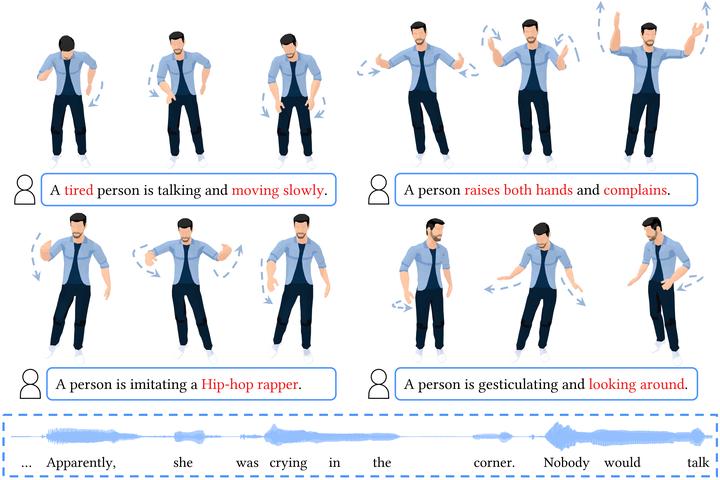 A tired person is talking and moving slowly.
A person raises both hands and complains.
A person is imitating a Hip-hop rapper.
A person is gesticulating and looking around.
... Apparently, she was crying in the corner. Nobody would talk